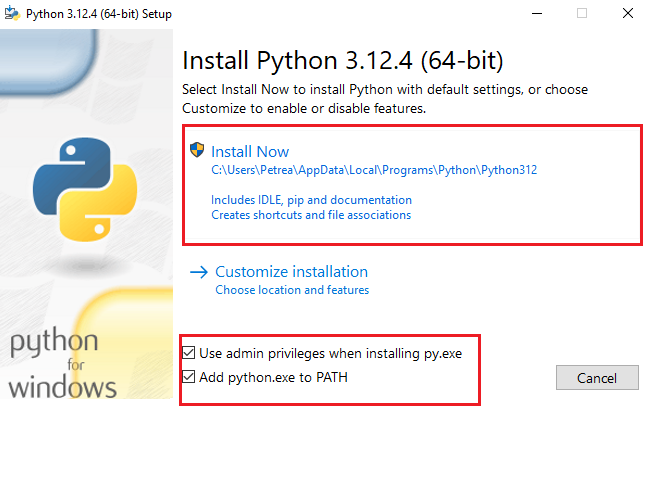 Python 3.12.4 (64-bit) Setup
Install Python 3.12.4 (64-bit)
Select Install Now to install Python with default settings, or choose
Customize to enable or disable features.
Install Now
C:\Users\Petrea\AppData\Local\Programs\Python\Python312
Includes IDLE, pip and documentation
Creates shortcuts and file associations
Customize installation
Choose location and features
python
for
windows
Use admin privileges when installing py.exe
Add python.exe to PATH
Cancel